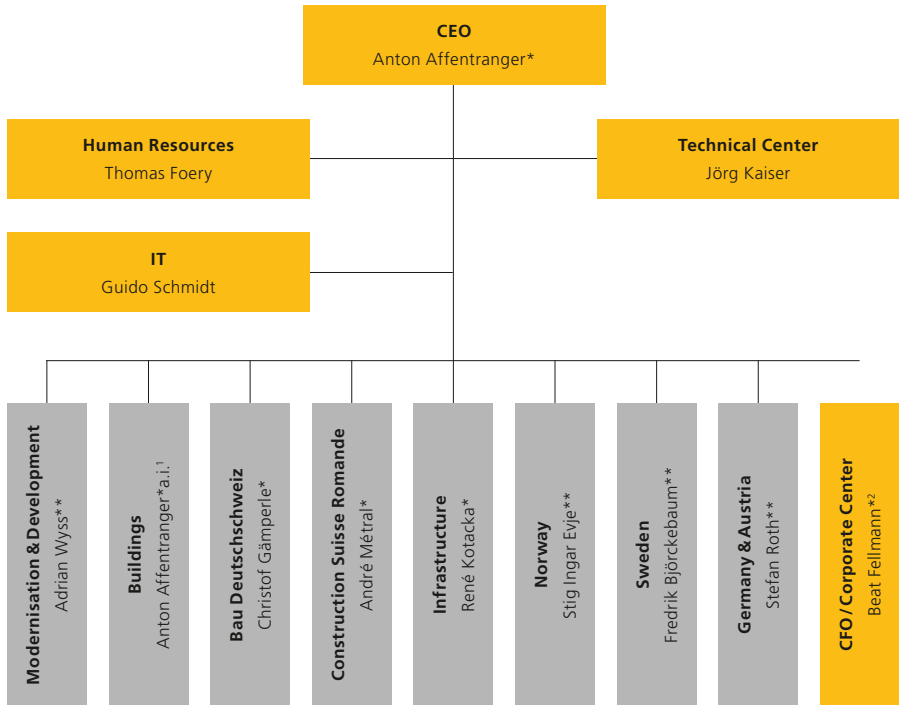 CEO
Anton Affentranger*
Human Resources
Thomas Foery
Technical Center
Jörg Kaiser
IT
Guido Schmidt
Modernisation & Development
Adrian Wyss**
Buildings
Anton Affentranger*a.i.¹
Bau Deutschschweiz
Christof Gämperle*
Construction Suisse Romande
André Métral*
Infrastructure
René Kotacka*
Norway
Stig Ingar Evje**
Sweden
Fredrik Björckebaum**
Germany & Austria
Stefan Roth**
CFO / Corporate Center
Beat Fellmann*²